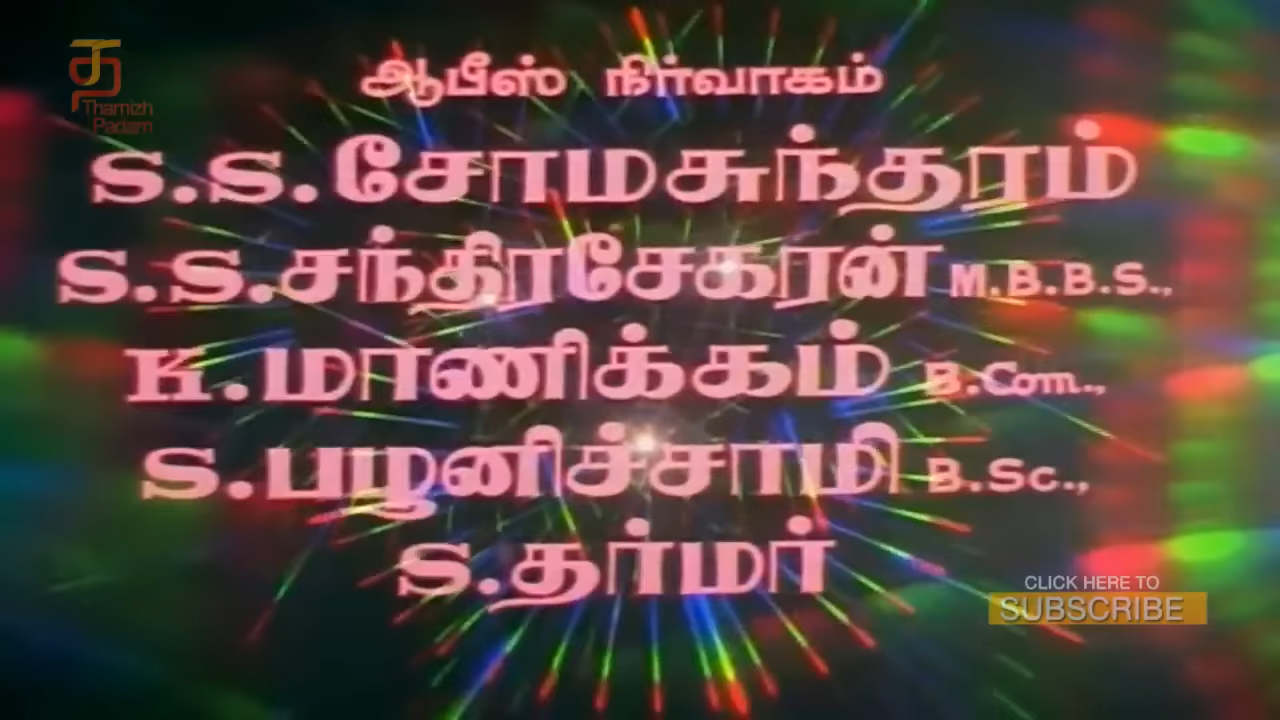 த
Thamizh
Padam
ஆபீஸ் நிர்வாகம்
S.S.சோமசுந்தரம்
S.S.சந்திரசேகரன் M.B.B.S.,
K.மாணிக்கம் B.Com.,
S.பழனிச்சாமி B.Sc.,
S.தர்மர்
CLICK HERE TO
SUBSCRIBE